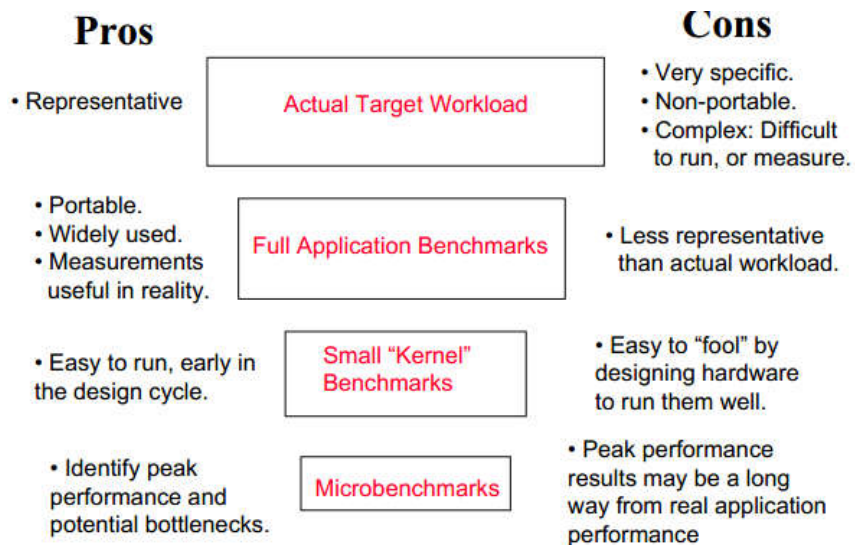 Pros
Cons
• Representative
Actual Target Workload
• Very specific.
• Non-portable.
• Complex: Difficult
to run, or measure.
• Portable.
• Widely used.
• Measurements
useful in reality.
Full Application Benchmarks
• Less representative
than actual workload.
• Easy to run, early in
the design cycle.
Small “Kernel”
Benchmarks
• Easy to “fool” by
designing hardware
to run them well.
• Identify peak
performance and
potential bottlenecks.
Microbenchmarks
• Peak performance
results may be a long
way from real application
performance